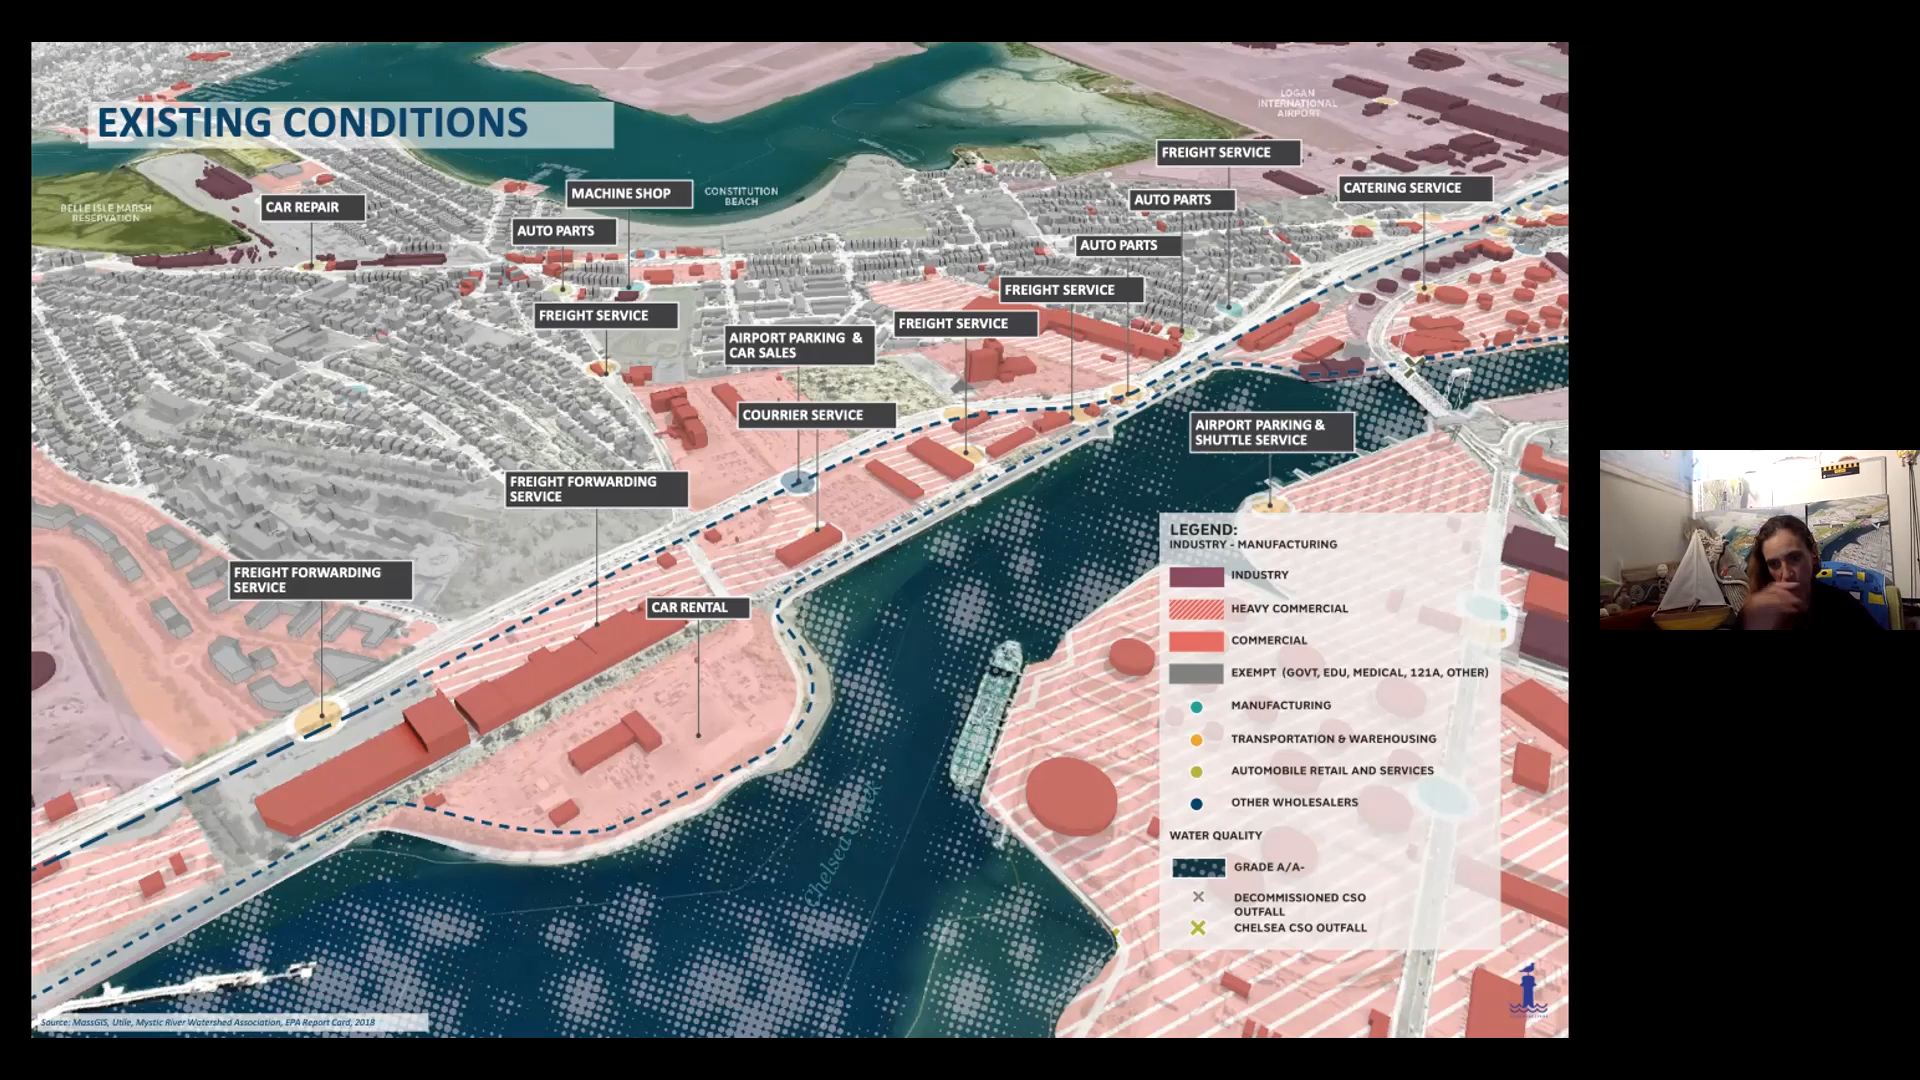 EXISTING CONDITIONS
LOGAN
INTERNATIONAL
AIRPORT
FREIGHT SERVICE
CATERING SERVICE
AUTO PARTS
MACHINE SHOP
CONSTITUTION
BEACH
CAR REPAIR
BELLE ISLE MARSH
RESERVATION
AUTO PARTS
AUTO PARTS
FREIGHT SERVICE
FREIGHT SERVICE
FREIGHT SERVICE
AIRPORT PARKING &
CAR SALES
COURRIER SERVICE
AIRPORT PARKING &
SHUTTLE SERVICE
FREIGHT FORWARDING
SERVICE
FREIGHT FORWARDING
SERVICE
CAR RENTAL
Chelsea Creek
LEGEND:
INDUSTRY - MANUFACTURING
INDUSTRY
HEAVY COMMERCIAL
COMMERCIAL
EXEMPT (GOVT, EDU, MEDICAL, 121A, OTHER)
MANUFACTURING
TRANSPORTATION & WAREHOUSING
AUTOMOBILE RETAIL AND SERVICES
OTHER WHOLESALERS
WATER QUALITY
GRADE A/A-
DECOMMISSIONED CSO
OUTFALL
CHELSEA CSO OUTFALL
Source: MassGIS, Utile, Mystic River Watershed Association, EPA Report Card, 2018